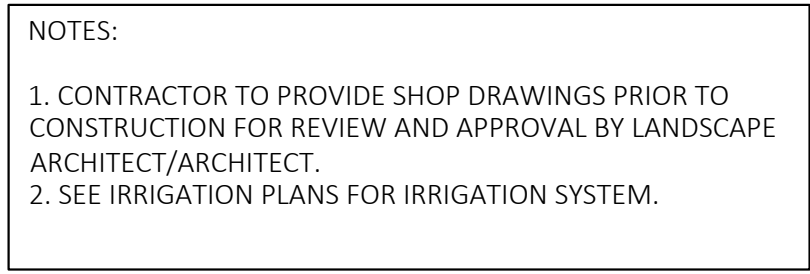 NOTES:
1. CONTRACTOR TO PROVIDE SHOP DRAWINGS PRIOR TO
CONSTRUCTION FOR REVIEW AND APPROVAL BY LANDSCAPE
ARCHITECT/ARCHITECT.
2. SEE IRRIGATION PLANS FOR IRRIGATION SYSTEM.